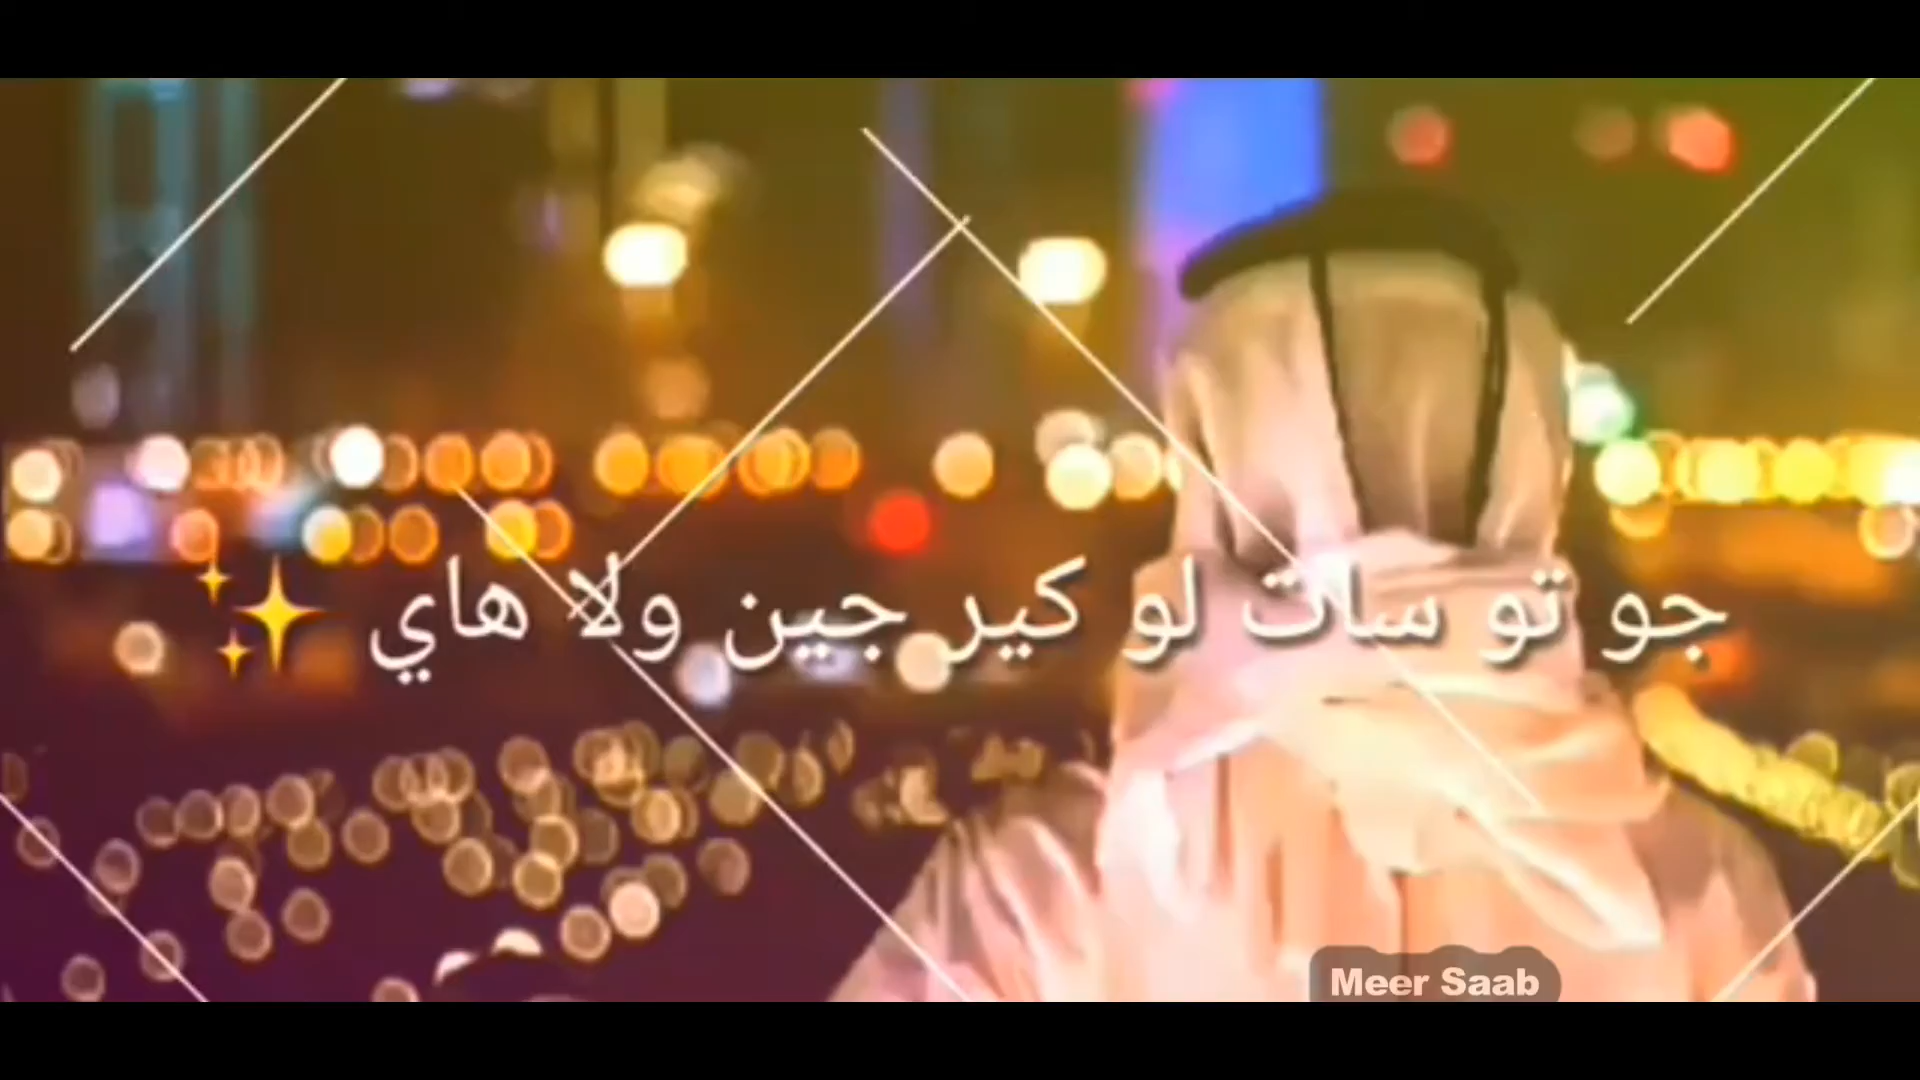 جو تو سات لو كير جين ولا هاي ✨
Meer Saab